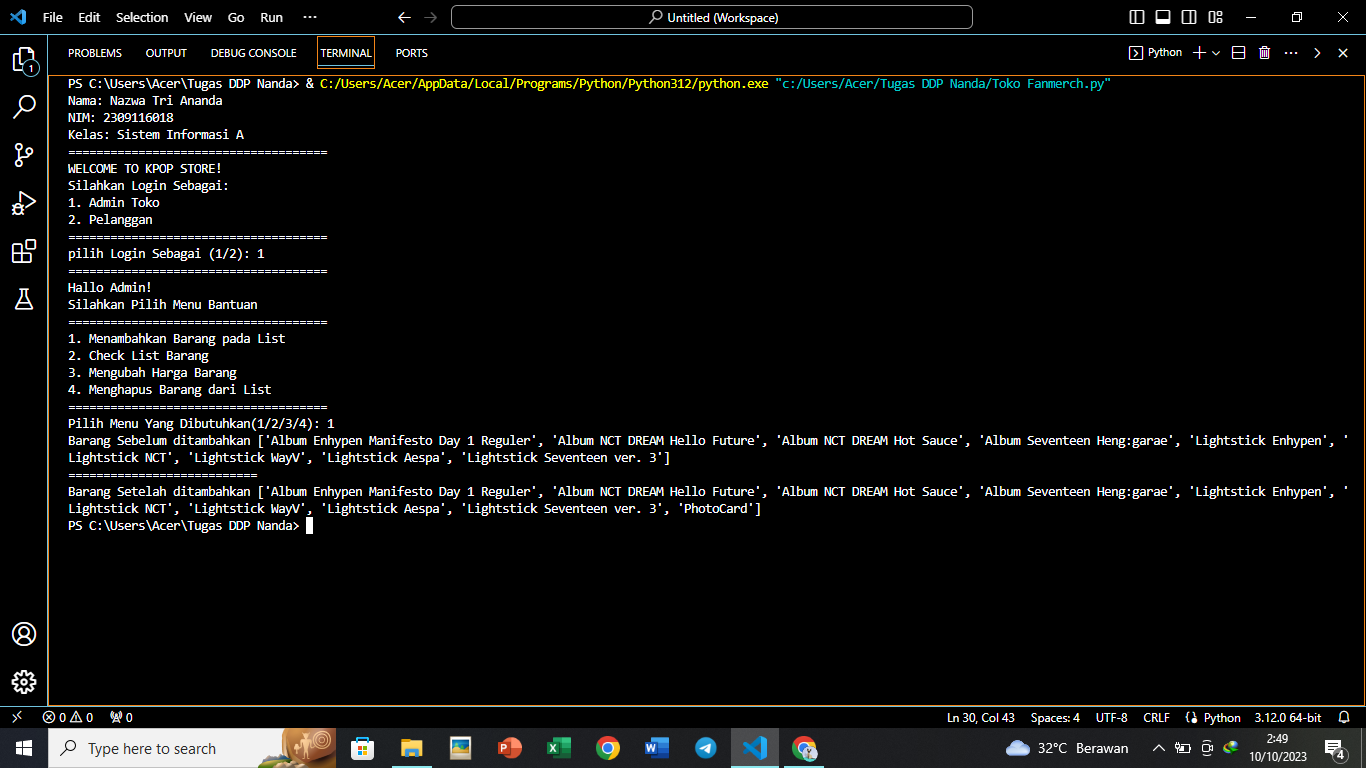 File Edit Selection View Go Run ··· Untitled (Workspace)
1
PROBLEMS OUTPUT DEBUG CONSOLE TERMINAL PORTS Python
PS C:\Users\Acer\Tugas DDP Nanda> & C:/Users/Acer/AppData/Local/Programs/Python/Python312/python.exe "c:/Users/Acer/Tugas DDP Nanda/Toko Fanmerch.py"
Nama: Nazwa Tri Ananda
NIM: 2309116018
Kelas: Sistem Informasi A
=====================================
WELCOME TO KPOP STORE!
Silahkan Login Sebagai:
1. Admin Toko
2. Pelanggan
=====================================
pilih Login Sebagai (1/2): 1
=====================================
Hallo Admin!
Silahkan Pilih Menu Bantuan
=====================================
1. Menambahkan Barang pada List
2. Check List Barang
3. Mengubah Harga Barang
4. Menghapus Barang dari List
=====================================
Pilih Menu Yang Dibutuhkan(1/2/3/4): 1
Barang Sebelum ditambahkan ['Album Enhypen Manifesto Day 1 Reguler', 'Album NCT DREAM Hello Future', 'Album NCT DREAM Hot Sauce', 'Album Seventeen Heng:garae', 'Lightstick Enhypen', '
Lightstick NCT', 'Lightstick WayV', 'Lightstick Aespa', 'Lightstick Seventeen ver. 3']
===========================
Barang Setelah ditambahkan ['Album Enhypen Manifesto Day 1 Reguler', 'Album NCT DREAM Hello Future', 'Album NCT DREAM Hot Sauce', 'Album Seventeen Heng:garae', 'Lightstick Enhypen', '
Lightstick NCT', 'Lightstick WayV', 'Lightstick Aespa', 'Lightstick Seventeen ver. 3', 'PhotoCard']
PS C:\Users\Acer\Tugas DDP Nanda>
0 0 0 Ln 30, Col 43 Spaces: 4 UTF-8 CRLF Python 3.12.0 64-bit
Type here to search 32°C Berawan 2:49
10/10/2023 4